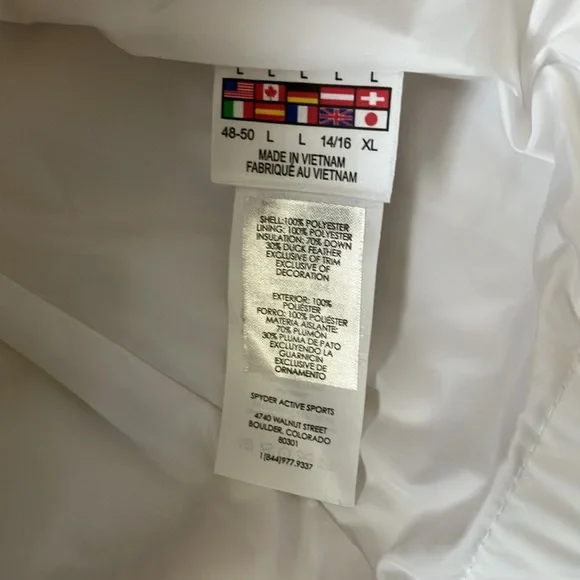 L L L L L
48-50 L L 14/16 XL
MADE IN VIETNAM
FABRIQUÉ AU VIETNAM
SHELL:100% POLYESTER
LINING: 100% POLYESTER
INSULATION: 70% DOWN
30% DUCK FEATHER
EXCLUSIVE OF TRIM
EXCLUSIVE OF
DECORATION
EXTERIOR: 100%
POLIÉSTER
FORRO: 100% POLIÉSTER
MATERIA AISLANTE:
70% PLUMÓN
30% PLUMA DE PATO
EXCLUYENDO LA
GUARNICIN
EXCLUSIVE DE
ORNAMENTO
SPYDER ACTIVE SPORTS
4740 WALNUT STREET
BOULDER, COLORADO
80301
1(844)977.9337